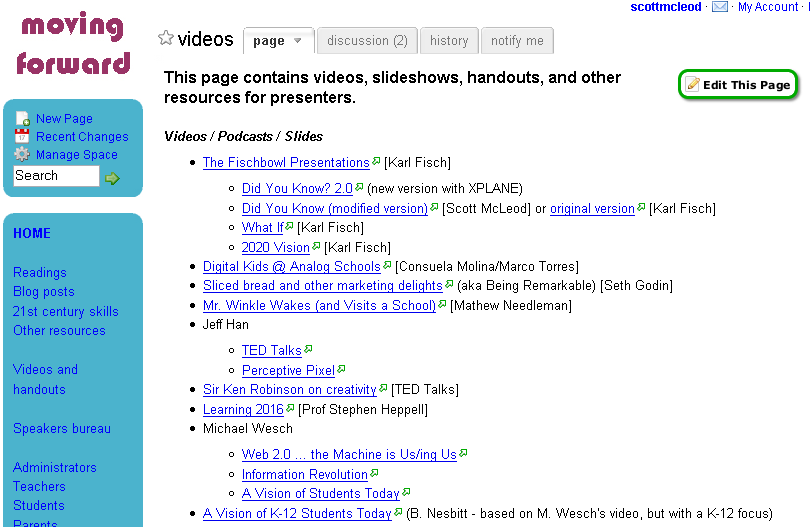 moving
forward
scottmcleod · My Account ·
videos page discussion (2) history notify me
This page contains videos, slideshows, handouts, and other
resources for presenters.
Edit This Page
New Page
Recent Changes
Manage Space
Search
HOME
Readings
Blog posts
21st century skills
Other resources
Videos and
handouts
Speakers bureau
Administrators
Teachers
Students
Parents
Videos / Podcasts / Slides
The Fischbowl Presentations [Karl Fisch]
Did You Know? 2.0 (new version with XPLANE)
Did You Know (modified version) [Scott McLeod] or original version [Karl Fisch]
What If [Karl Fisch]
2020 Vision [Karl Fisch]
Digital Kids @ Analog Schools [Consuela Molina/Marco Torres]
Sliced bread and other marketing delights (aka Being Remarkable) [Seth Godin]
Mr. Winkle Wakes (and Visits a School) [Mathew Needleman]
Jeff Han
TED Talks
Perceptive Pixel
Sir Ken Robinson on creativity [TED Talks]
Learning 2016 [Prof Stephen Heppell]
Michael Wesch
Web 2.0 ... the Machine is Us/ing Us
Information Revolution
A Vision of Students Today
A Vision of K-12 Students Today (B. Nesbitt - based on M. Wesch's video, but with a K-12 focus)